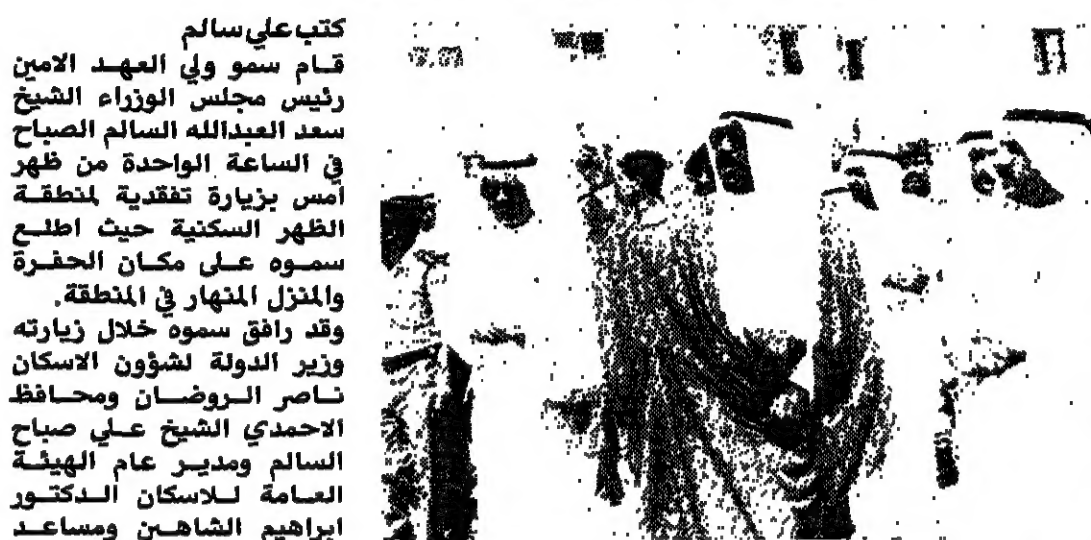 كتب علي سالم
قام سمو ولي العهد الامين
رئيس مجلس الوزراء الشيخ
سعد العبدالله السالم الصباح
في الساعة الواحدة من ظهر
امس بزيارة تفقدية لمنطقة
الظهر السكنية حيث اطلع
سموه على مكان الحفرة
والمنزل المنهار في المنطقة.
وقد رافق سموه خلال زيارته
وزير الدولة لشؤون الاسكان
ناصر الروضان ومحافظ
الاحمدي الشيخ علي صباح
السالم ومدير عام الهيئة
العامة للاسكان الدكتور
ابراهيم الشاهين ومساعد